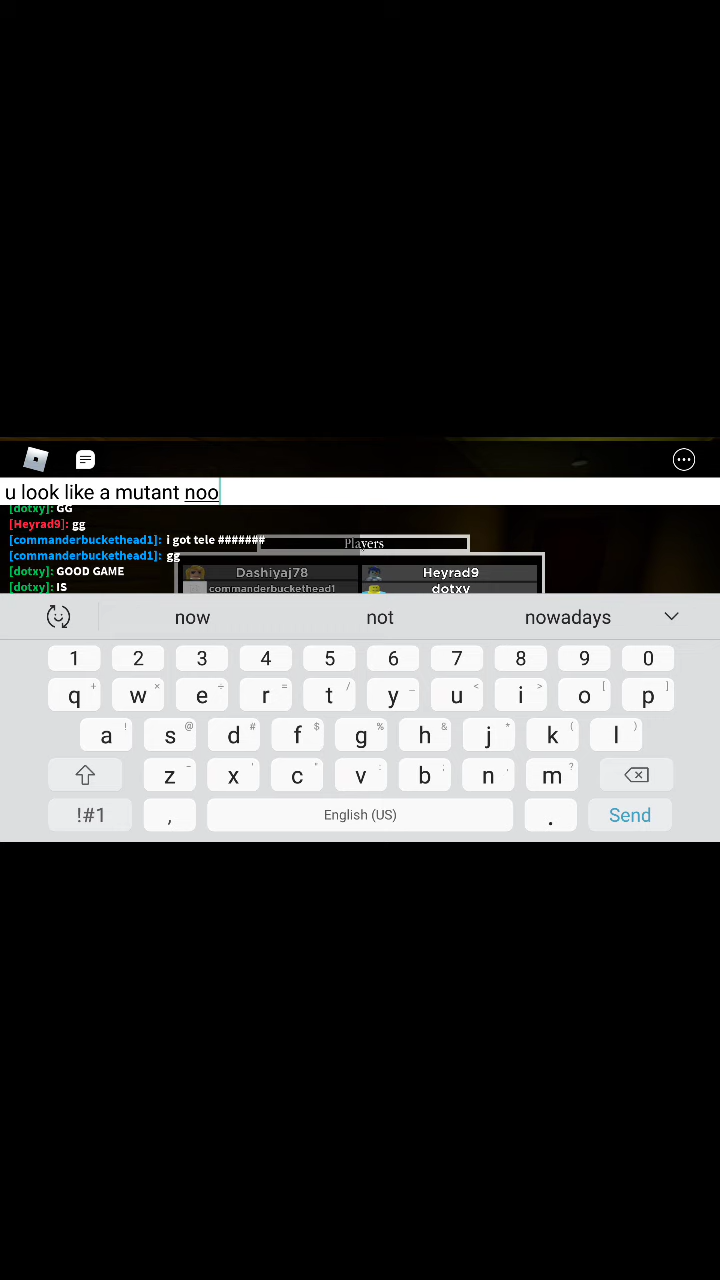 u look like a mutant noo
[dotxy]: GG
[Heyrad9]: gg
[commanderbuckethead1]: i got tele #######
[commanderbuckethead1]: gg
[dotxy]: GOOD GAME
[dotxy]: IS
Players
Dashiyaj78 Heyrad9
commanderbuckethead1 dotxy
now not nowadays
1 2 3 4 5 6 7 8 9 0
q + w × e ÷ r = t / y _ u < i > o [ p ]
a ! s @ d # f $ g % h & j * k ( l )
z - x ' c " v : b ; n , m ?
!#1 , English (US) . Send